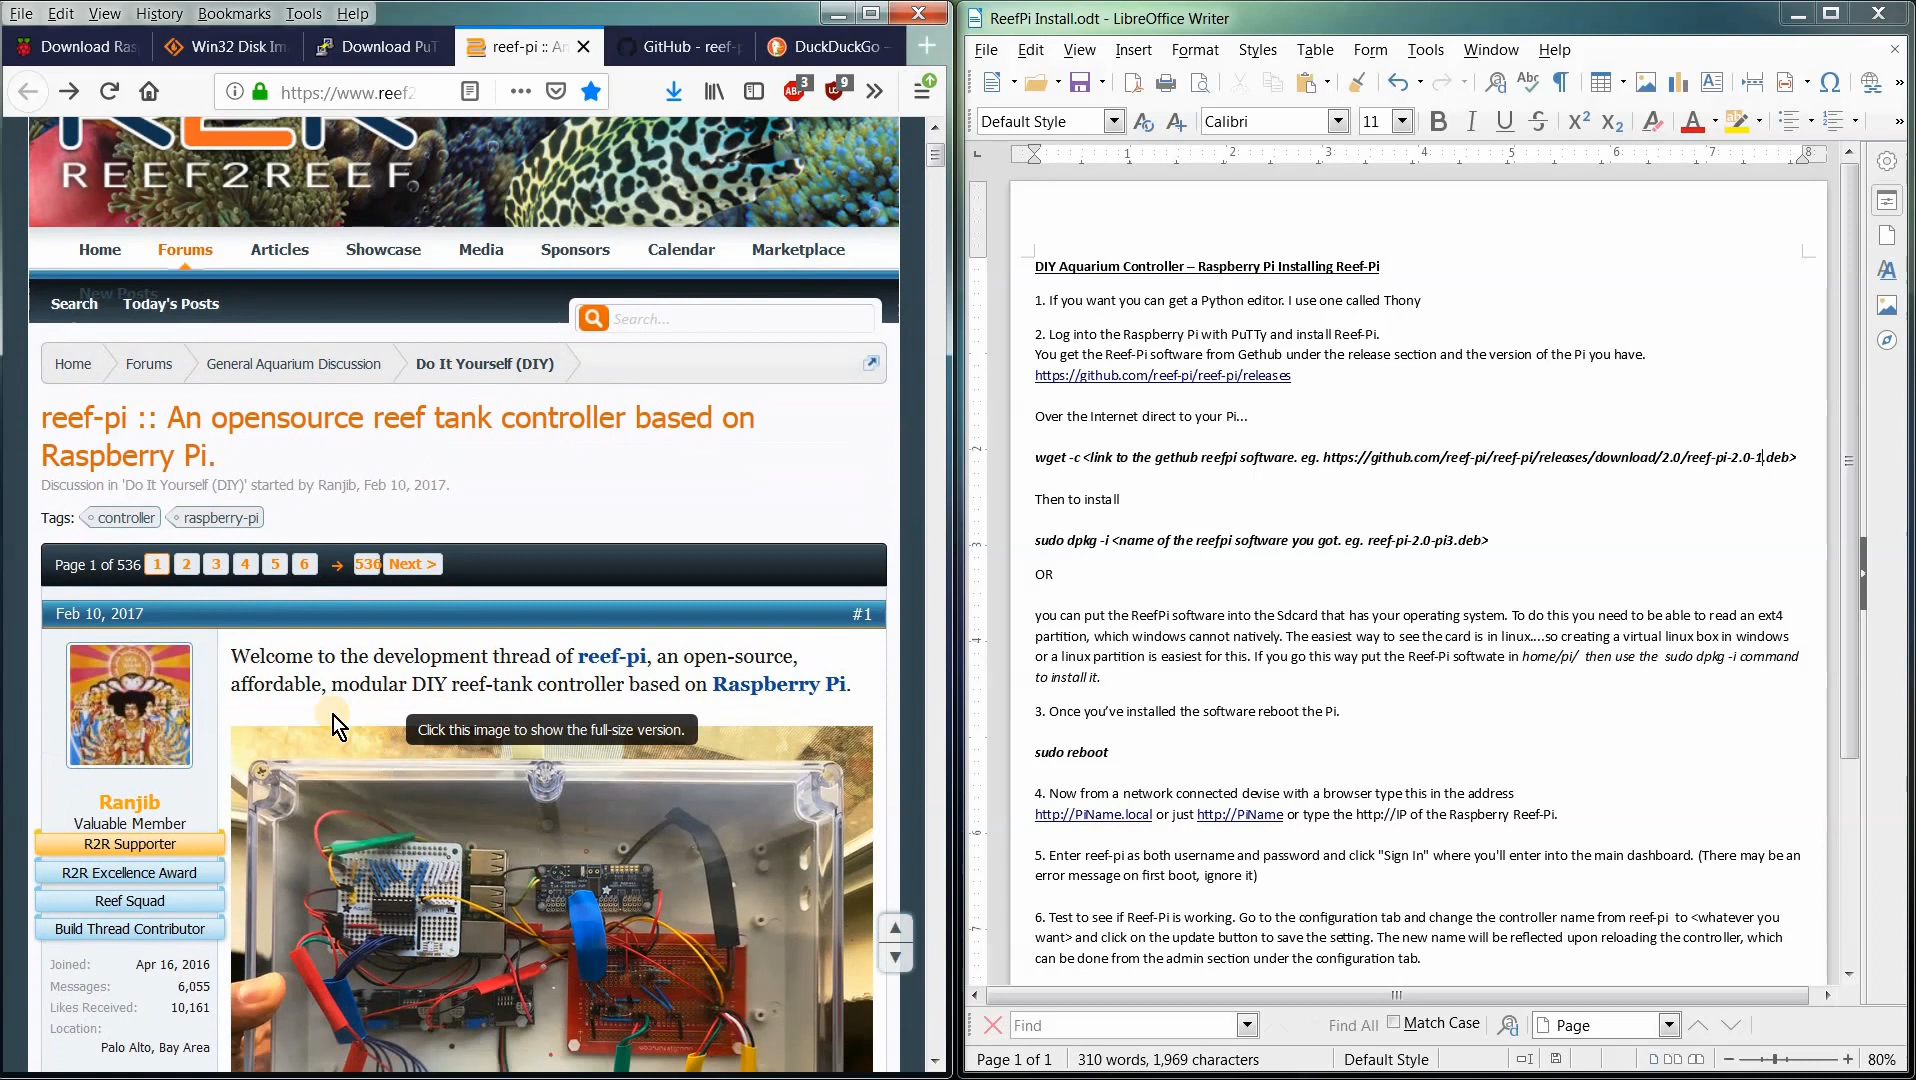 File Edit View History Bookmarks Tools Help
Download Ras
Win32 Disk Im
Download PuT
reef-pi :: An
GitHub - reef-p
DuckDuckGo —
https://www.reef2
3
9
REEF2REEF
Home Forums Articles Showcase Media Sponsors Calendar Marketplace
New Posts
Search Today's Posts
Search...
Home Forums General Aquarium Discussion Do It Yourself (DIY)
reef-pi :: An opensource reef tank controller based on
Raspberry Pi.
Discussion in 'Do It Yourself (DIY)' started by Ranjib, Feb 10, 2017.
Tags: controller raspberry-pi
Page 1 of 536 1 2 3 4 5 6 → 536 Next >
Feb 10, 2017 #1
Welcome to the development thread of reef-pi, an open-source,
affordable, modular DIY reef-tank controller based on Raspberry Pi.
Click this image to show the full-size version.
Ranjib
Valuable Member
R2R Supporter
R2R Excellence Award
Reef Squad
Build Thread Contributor
Joined: Apr 16, 2016
Messages: 6,055
Likes Received: 10,161
Location:
Palo Alto, Bay Area
ReefPi Install.odt - LibreOffice Writer
File Edit View Insert Format Styles Table Form Tools Window Help
Default Style Calibri 11
1 2 3 4 5 6 7 8
DIY Aquarium Controller – Raspberry Pi Installing Reef-Pi
1. If you want you can get a Python editor. I use one called Thony
2. Log into the Raspberry Pi with PuTTy and install Reef-Pi.
You get the Reef-Pi software from Gethub under the release section and the version of the Pi you have.
https://github.com/reef-pi/reef-pi/releases
Over the Internet direct to your Pi...
wget -c <link to the gethub reefpi software. eg. https://github.com/reef-pi/reef-pi/releases/download/2.0/reef-pi-2.0-1.deb>
Then to install
sudo dpkg -i <name of the reefpi software you got. eg. reef-pi-2.0-pi3.deb>
OR
you can put the ReefPi software into the Sdcard that has your operating system. To do this you need to be able to read an ext4
partition, which windows cannot natively. The easiest way to see the card is in linux....so creating a virtual linux box in windows
or a linux partition is easiest for this. If you go this way put the Reef-Pi softwate in home/pi/ then use the sudo dpkg -i command
to install it.
3. Once you've installed the software reboot the Pi.
sudo reboot
4. Now from a network connected devise with a browser type this in the address
http://PiName.local or just http://PiName or type the http://IP of the Raspberry Reef-Pi.
5. Enter reef-pi as both username and password and click "Sign In" where you'll enter into the main dashboard. (There may be an
error message on first boot, ignore it)
6. Test to see if Reef-Pi is working. Go to the configuration tab and change the controller name from reef-pi to <whatever you
want> and click on the update button to save the setting. The new name will be reflected upon reloading the controller, which
can be done from the admin section under the configuration tab.
Find Find All Match Case Page
Page 1 of 1 310 words, 1,969 characters Default Style 80%